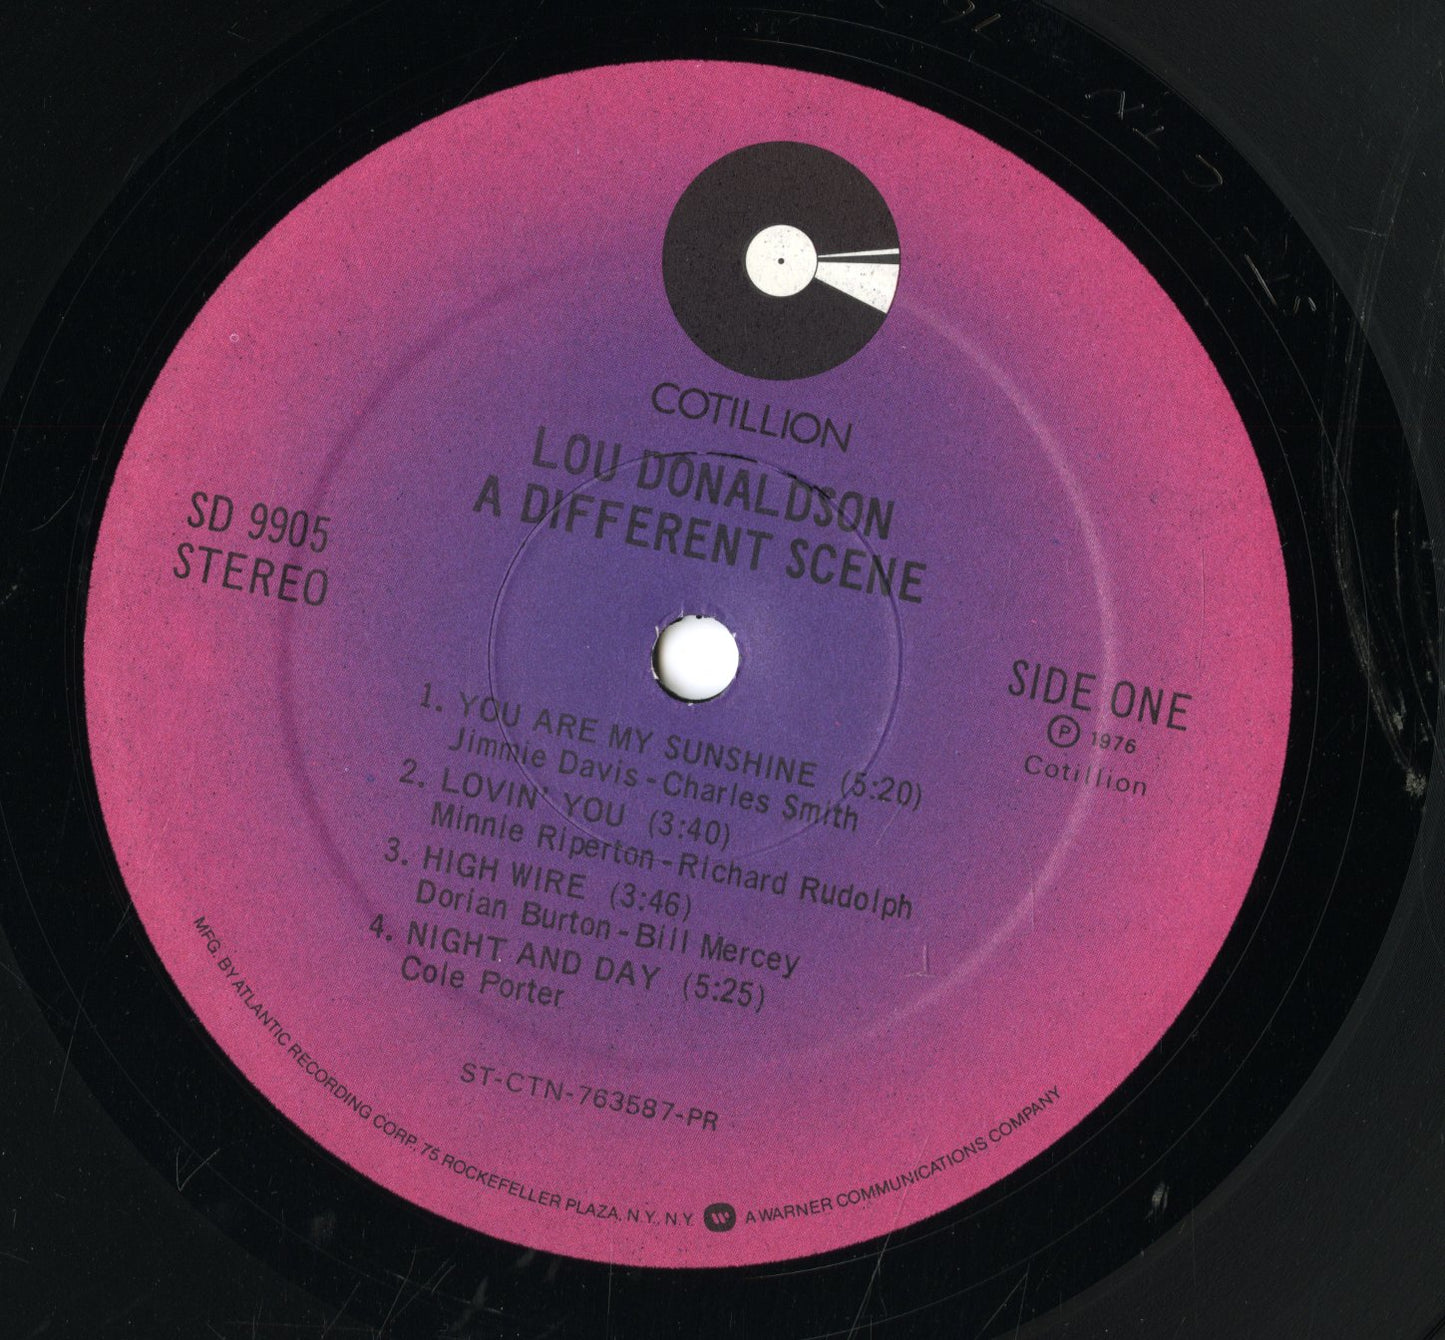 COTILLION
LOU DONALDSON
A DIFFERENT SCENE
SD 9905
STEREO
SIDE ONE
Ⓟ 1976
Cotillion
1. YOU ARE MY SUNSHINE (5:20)
Jimmie Davis-Charles Smith
2. LOVIN' YOU (3:40)
Minnie Riperton-Richard Rudolph
3. HIGH WIRE (3:46)
Dorian Burton-Bill Mercey
4. NIGHT AND DAY (5:25)
Cole Porter
ST-CTN-763587-PR
MFG. BY ATLANTIC RECORDING CORP., 75 ROCKEFELLER PLAZA, N.Y., N.Y. A WARNER COMMUNICATIONS COMPANY